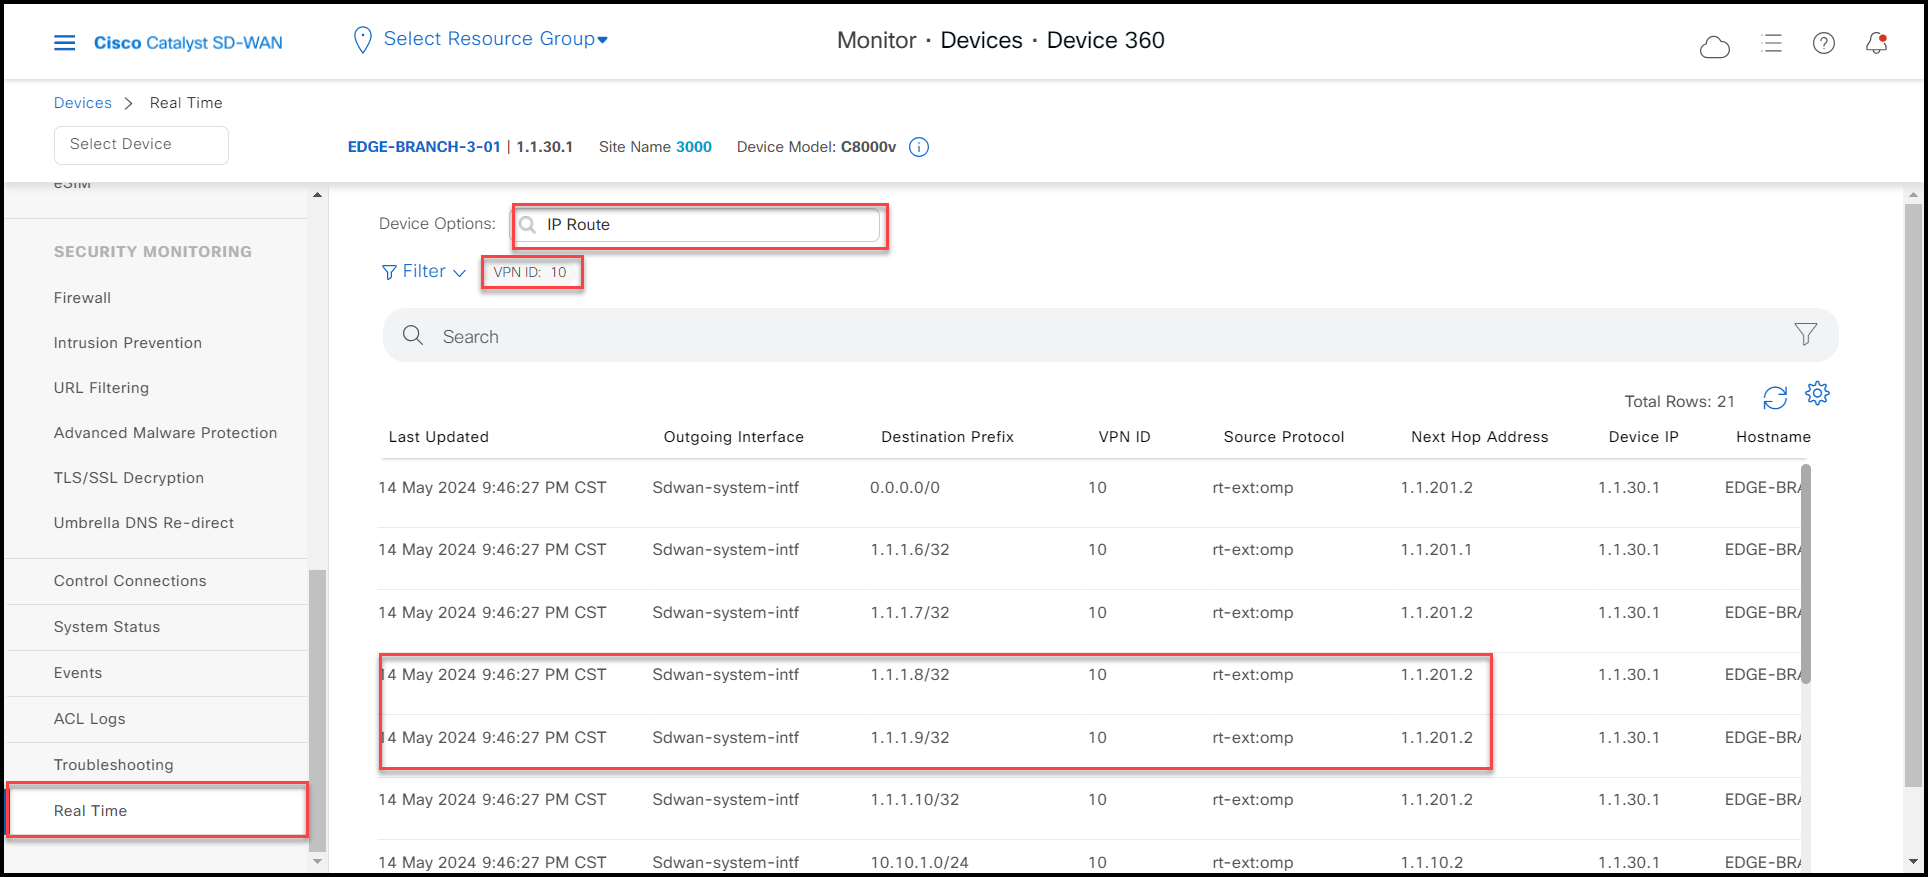 Cisco Catalyst SD-WAN
Select Resource Group
Monitor · Devices · Device 360
Devices > Real Time
Select Device
EDGE-BRANCH-3-01 | 1.1.30.1 Site Name 3000 Device Model: C8000v
eSIM
SECURITY MONITORING
Firewall
Intrusion Prevention
URL Filtering
Advanced Malware Protection
TLS/SSL Decryption
Umbrella DNS Re-direct
Control Connections
System Status
Events
ACL Logs
Troubleshooting
Real Time
Device Options: IP Route
Filter VPN ID: 10
Search
Total Rows: 21
Last Updated Outgoing Interface Destination Prefix VPN ID Source Protocol Next Hop Address Device IP Hostname
14 May 2024 9:46:27 PM CST Sdwan-system-intf 0.0.0.0/0 10 rt-ext:omp 1.1.201.2 1.1.30.1 EDGE-BRA
14 May 2024 9:46:27 PM CST Sdwan-system-intf 1.1.1.6/32 10 rt-ext:omp 1.1.201.1 1.1.30.1 EDGE-BRA
14 May 2024 9:46:27 PM CST Sdwan-system-intf 1.1.1.7/32 10 rt-ext:omp 1.1.201.2 1.1.30.1 EDGE-BRA
14 May 2024 9:46:27 PM CST Sdwan-system-intf 1.1.1.8/32 10 rt-ext:omp 1.1.201.2 1.1.30.1 EDGE-BRA
14 May 2024 9:46:27 PM CST Sdwan-system-intf 1.1.1.9/32 10 rt-ext:omp 1.1.201.2 1.1.30.1 EDGE-BRA
14 May 2024 9:46:27 PM CST Sdwan-system-intf 1.1.1.10/32 10 rt-ext:omp 1.1.201.2 1.1.30.1 EDGE-BRA
14 May 2024 9:46:27 PM CST Sdwan-system-intf 10.10.1.0/24 10 rt-ext:omp 1.1.10.2 1.1.30.1 EDGE-BRA